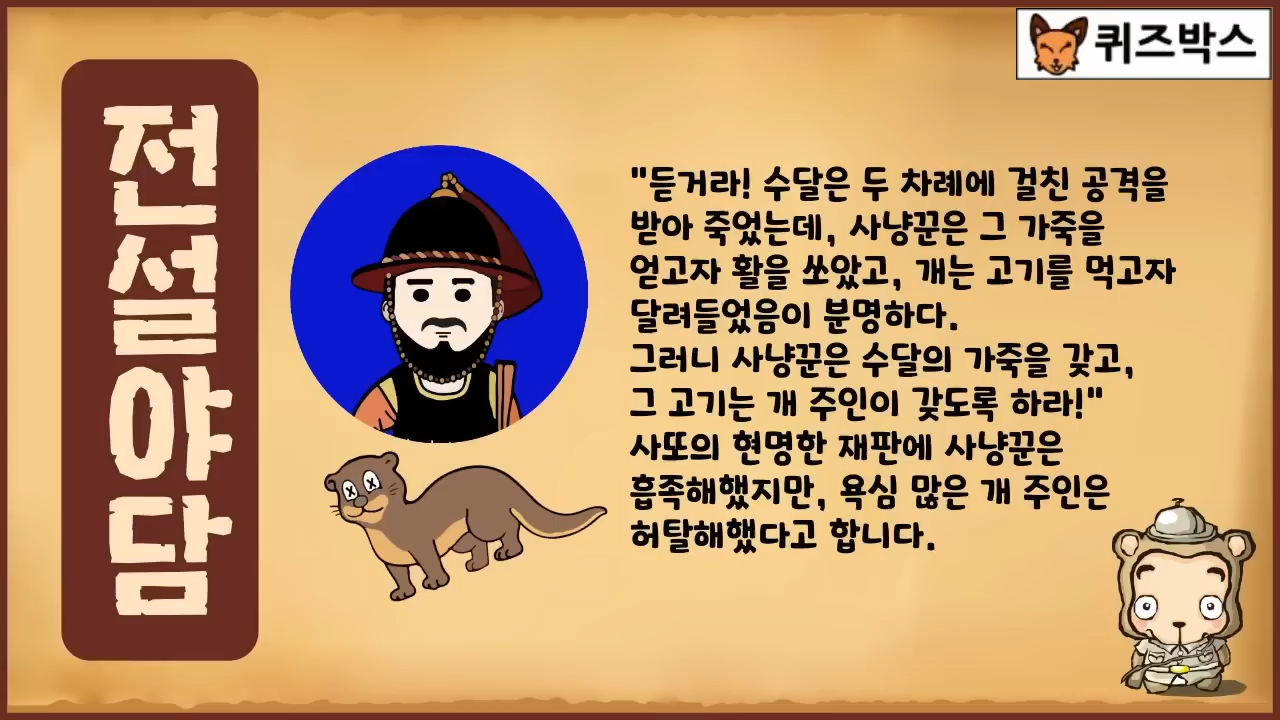 퀴즈박스
전설야담
"듣거라! 수달은 두 차례에 걸친 공격을
받아 죽었는데, 사냥꾼은 그 가죽을
얻고자 활을 쏘았고, 개는 고기를 먹고자
달려들었음이 분명하다.
그러니 사냥꾼은 수달의 가죽을 갖고,
그 고기는 개 주인이 갖도록 하라!"
사또의 현명한 재판에 사냥꾼은
흡족해했지만, 욕심 많은 개 주인은
허탈해했다고 합니다.